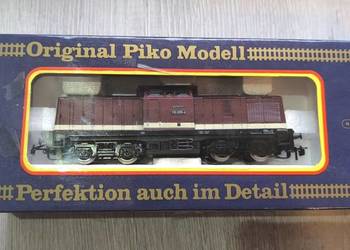 Original Piko Modell
Perfektion auch im Detail